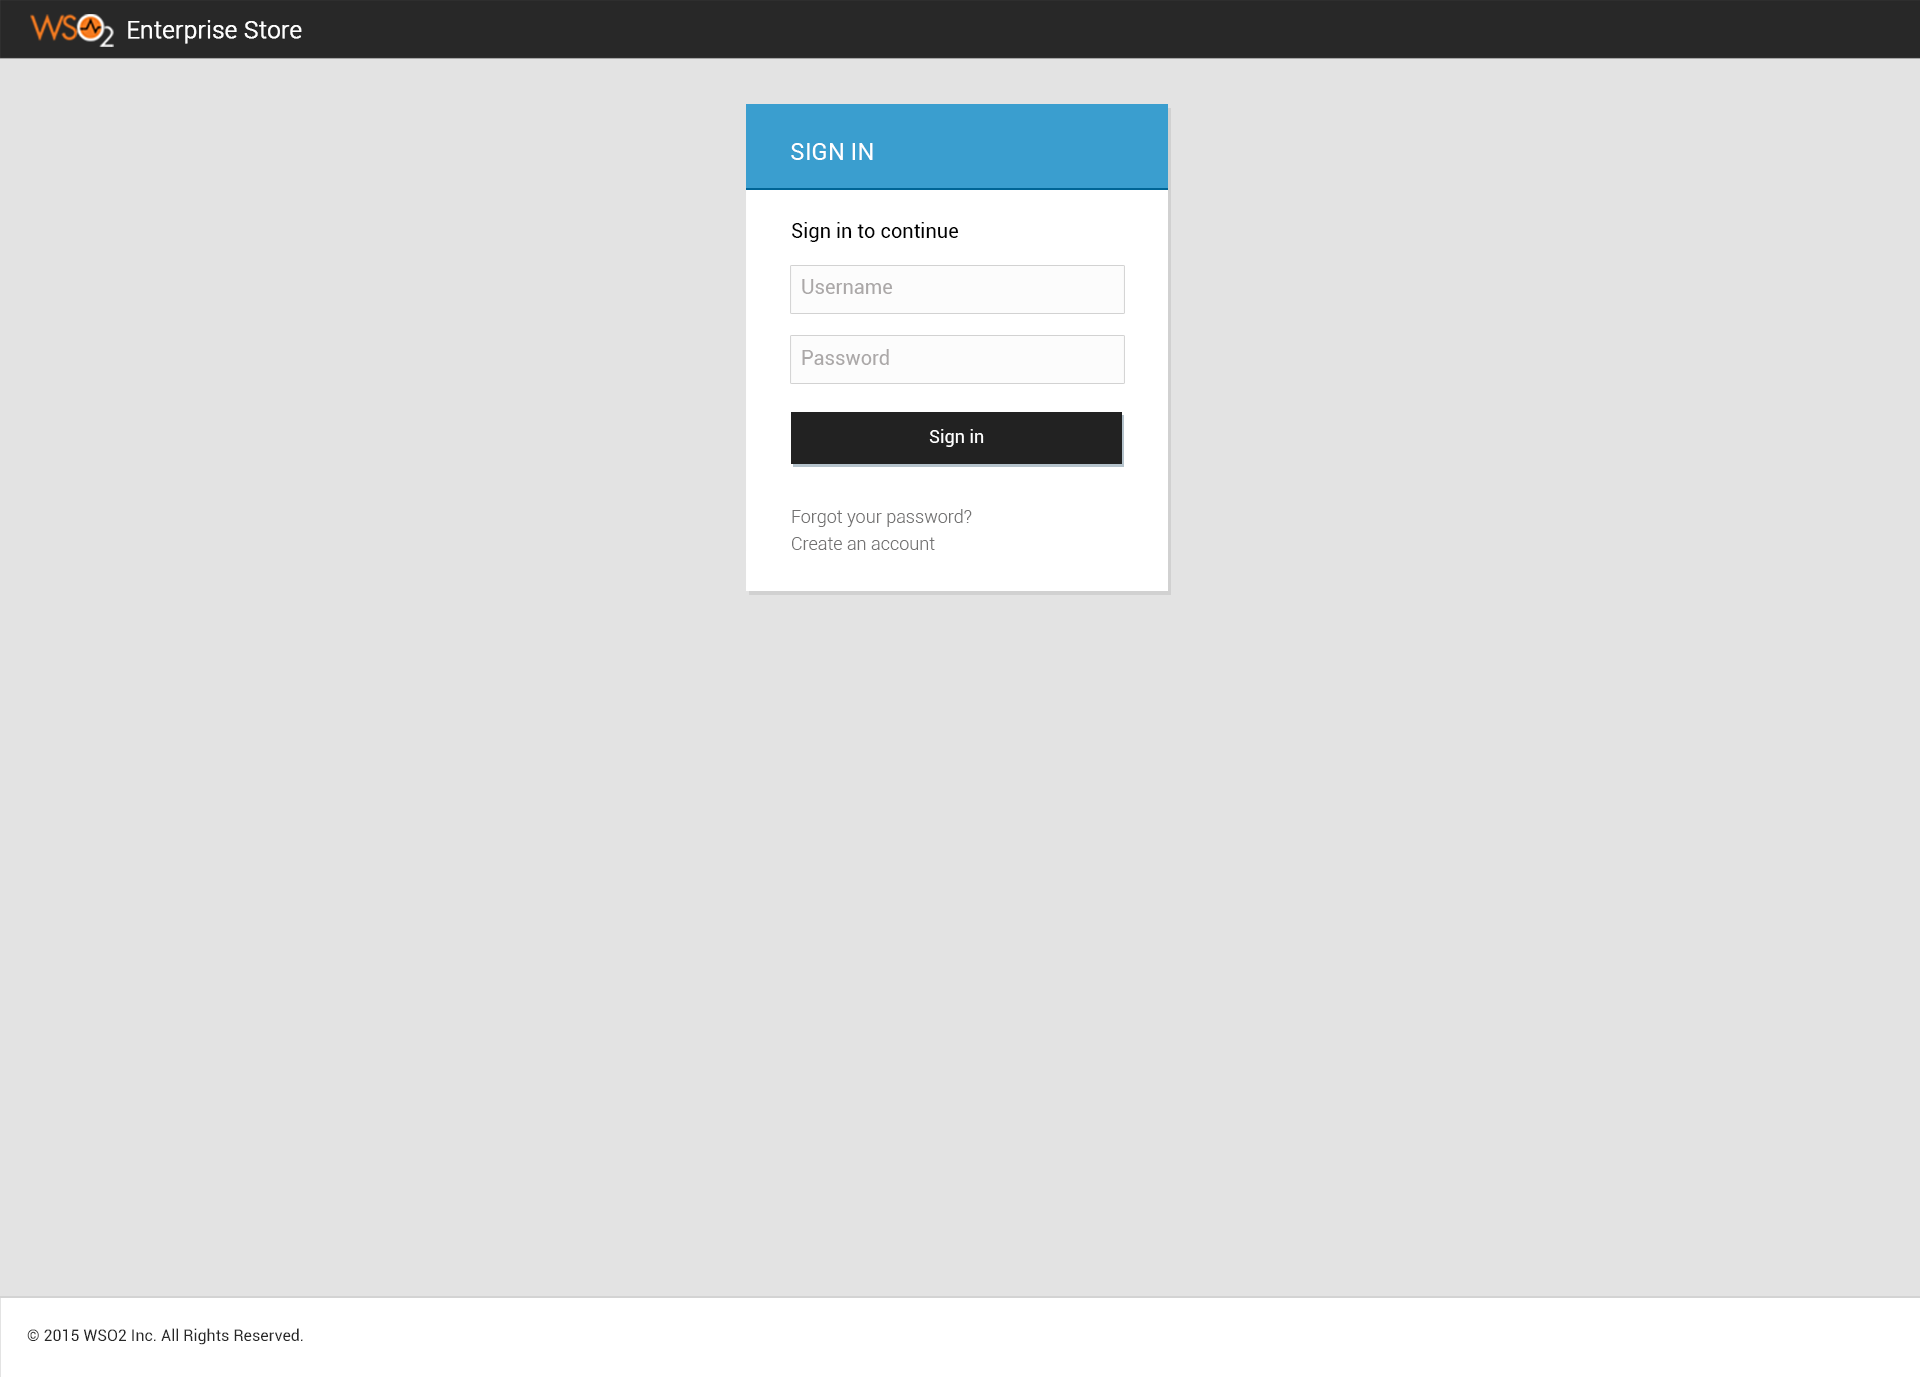 WSO2 Enterprise Store
SIGN IN
Sign in to continue
Username
Password
Sign in
Forgot your password?
Create an account
© 2015 WSO2 Inc. All Rights Reserved.